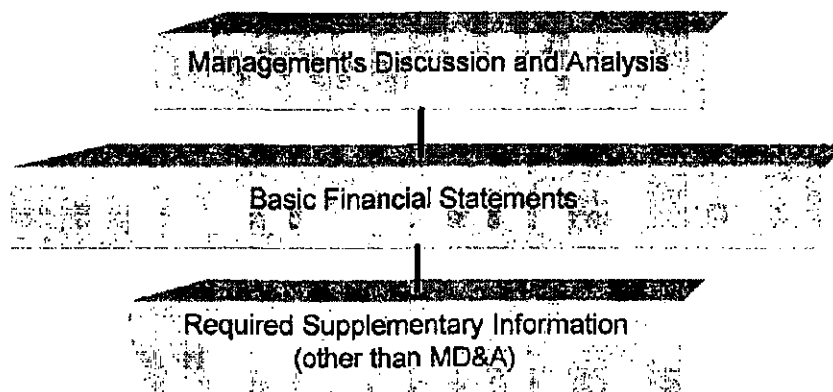 Management's Discussion and Analysis
Basic Financial Statements
Required Supplementary Information
(other than MD&A)